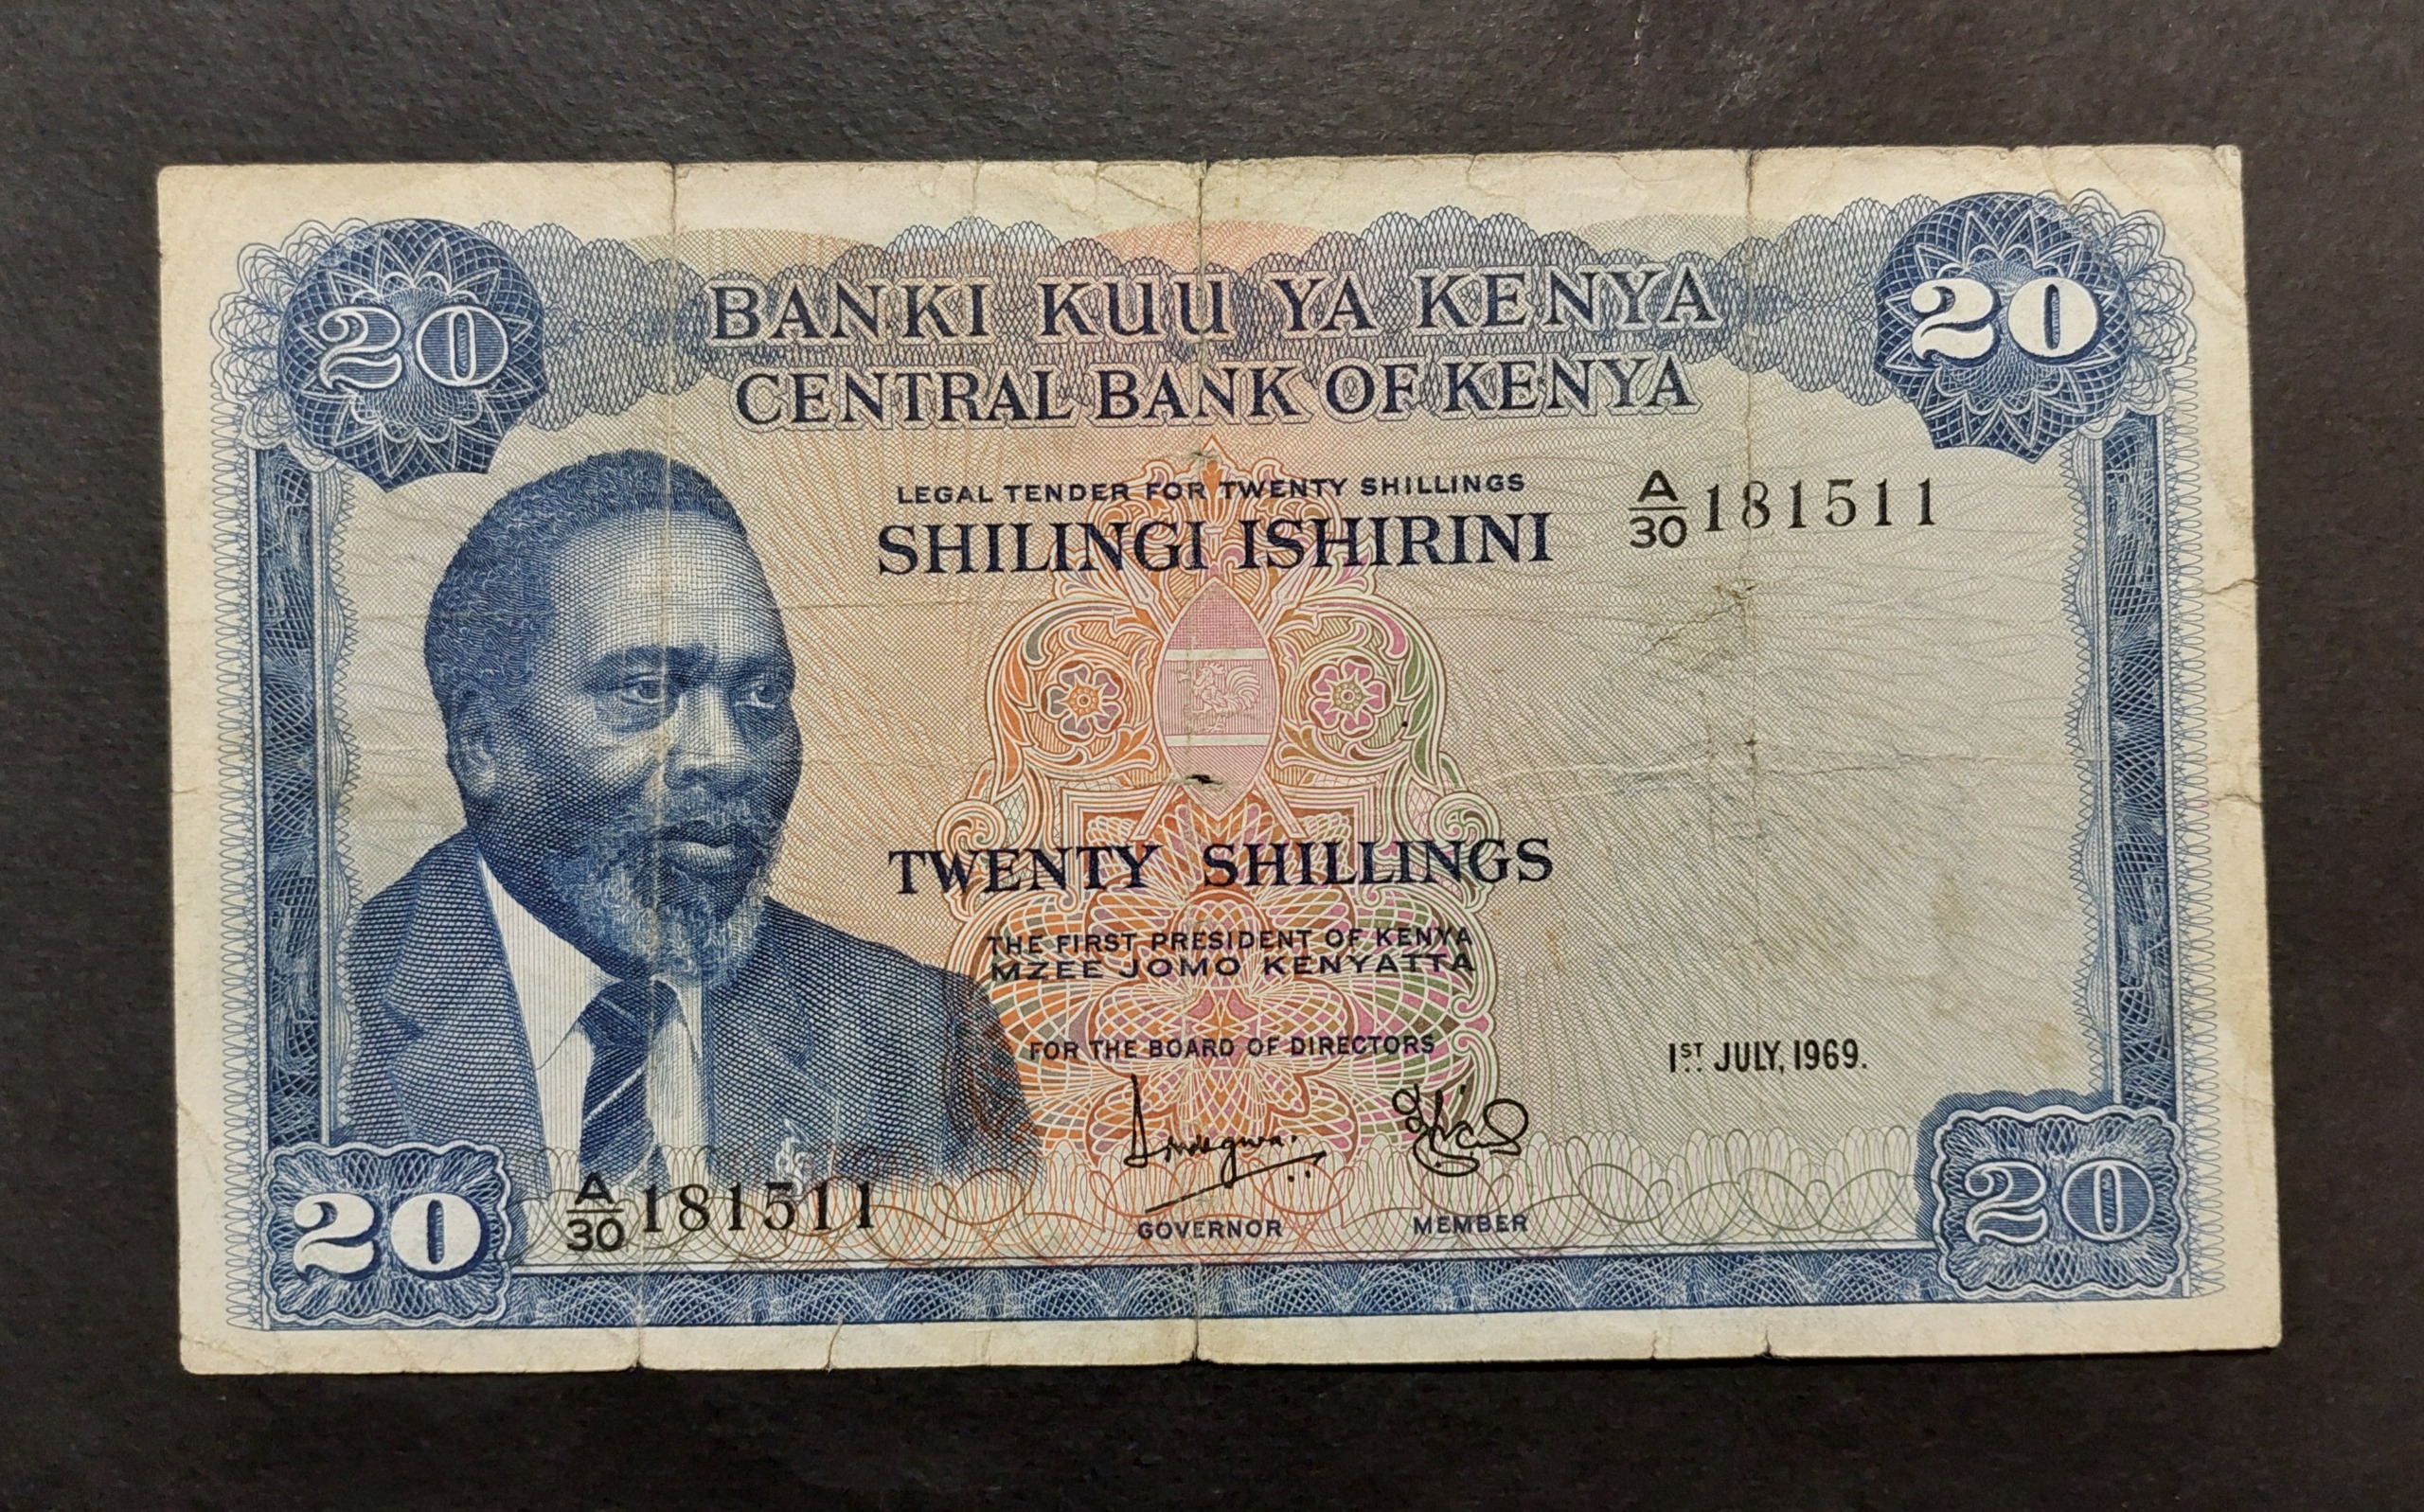 20
20
BANKI KUU YA KENYA
CENTRAL BANK OF KENYA
LEGAL TENDER FOR TWENTY SHILLINGS
SHILINGI ISHIRINI
A/30 181511
TWENTY SHILLINGS
THE FIRST PRESIDENT OF KENYA
MZEE JOMO KENYATTA
FOR THE BOARD OF DIRECTORS
1ST JULY, 1969.
A/30 181511
GOVERNOR
MEMBER
20
20